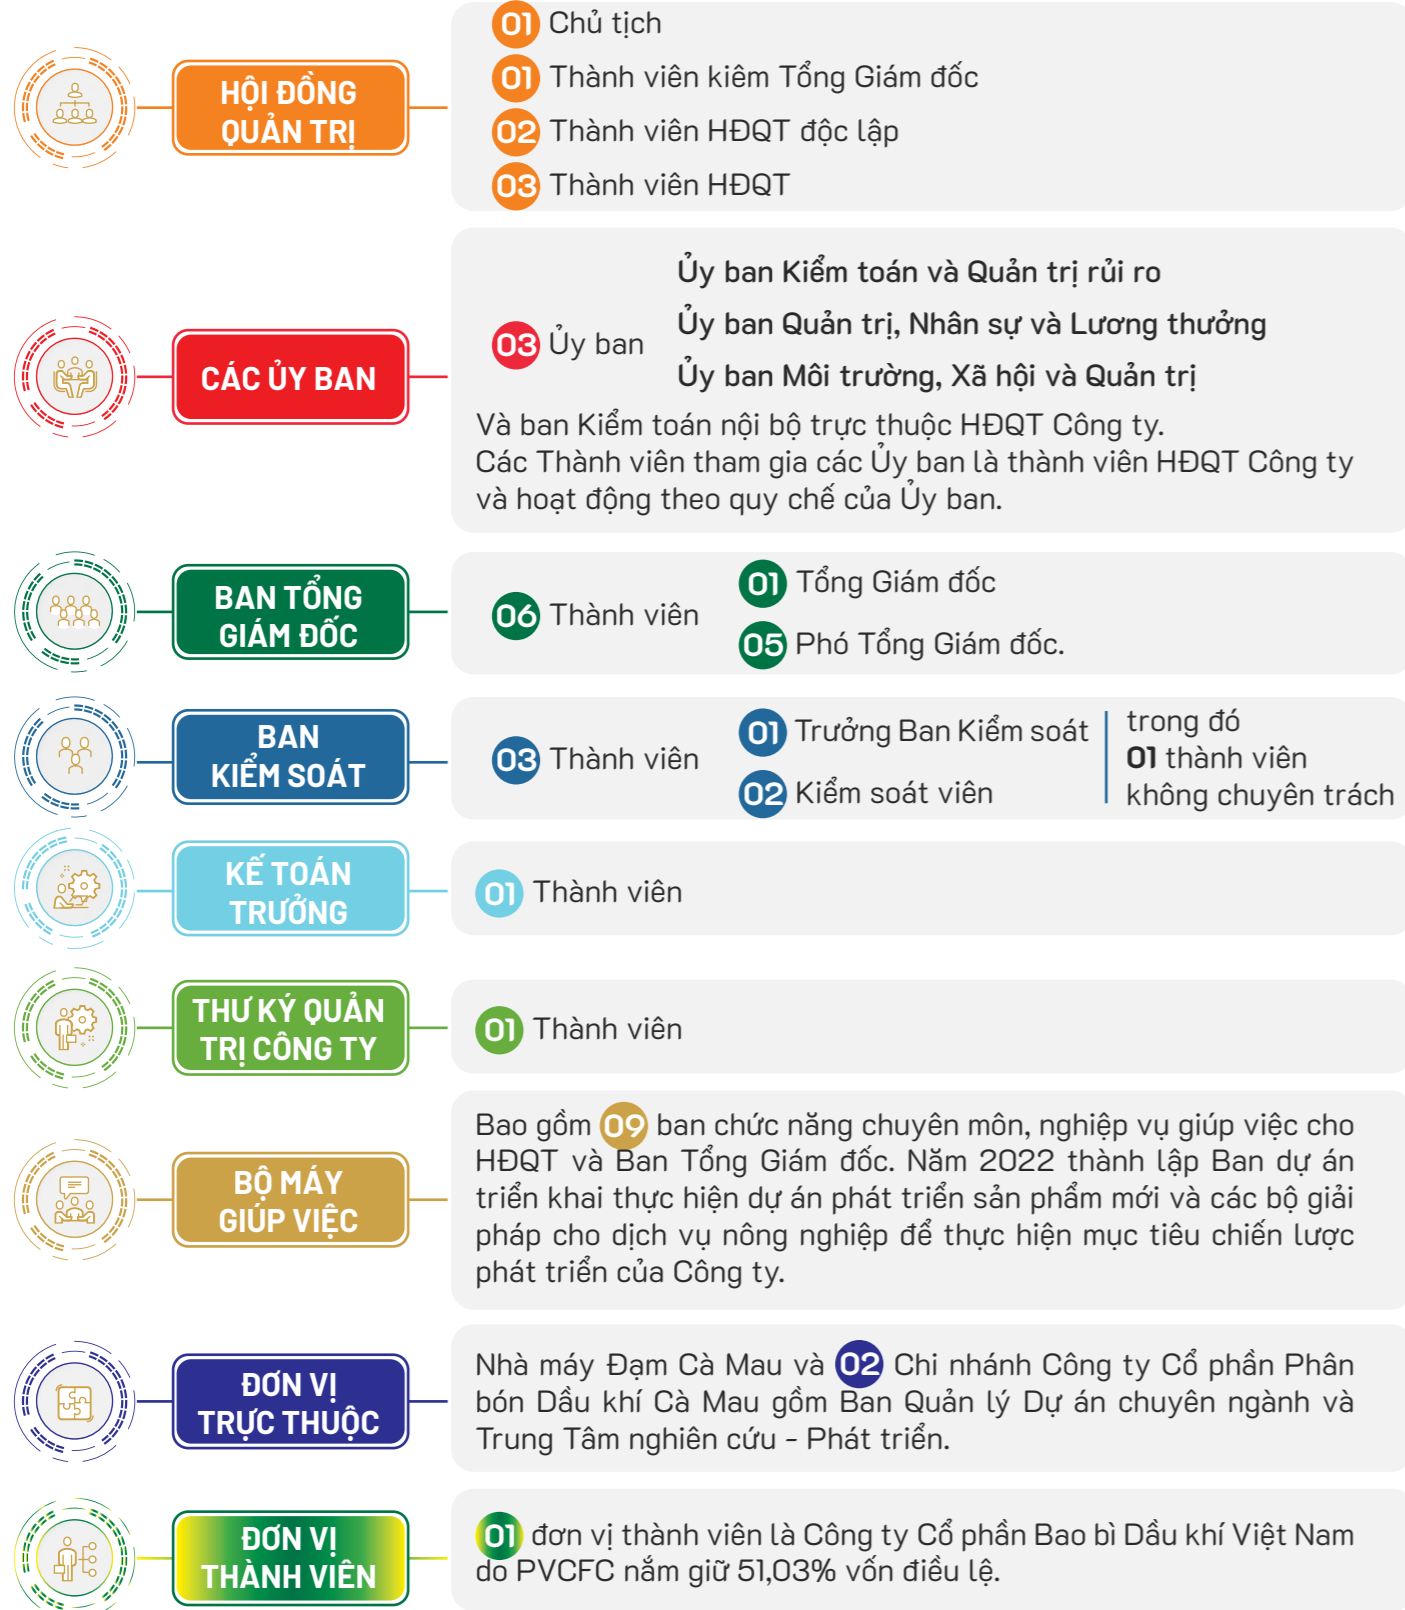 HỘI ĐỒNG
QUẢN TRỊ
01 Chủ tịch
01 Thành viên kiêm Tổng Giám đốc
02 Thành viên HĐQT độc lập
03 Thành viên HĐQT
CÁC ỦY BAN
03 Ủy ban
Ủy ban Kiểm toán và Quản trị rủi ro
Ủy ban Quản trị, Nhân sự và Lương thưởng
Ủy ban Môi trường, Xã hội và Quản trị
Và ban Kiểm toán nội bộ trực thuộc HĐQT Công ty.
Các Thành viên tham gia các Ủy ban là thành viên HĐQT Công ty
và hoạt động theo quy chế của Ủy ban.
BAN TỔNG
GIÁM ĐỐC
06 Thành viên
01 Tổng Giám đốc
05 Phó Tổng Giám đốc.
BAN
KIỂM SOÁT
03 Thành viên
01 Trưởng Ban Kiểm soát
02 Kiểm soát viên
trong đó
01 thành viên
không chuyên trách
KẾ TOÁN
TRƯỞNG
01 Thành viên
THƯ KÝ QUẢN
TRỊ CÔNG TY
01 Thành viên
BỘ MÁY
GIÚP VIỆC
Bao gồm 09 ban chức năng chuyên môn, nghiệp vụ giúp việc cho
HĐQT và Ban Tổng Giám đốc. Năm 2022 thành lập Ban dự án
triển khai thực hiện dự án phát triển sản phẩm mới và các bộ giải
pháp cho dịch vụ nông nghiệp để thực hiện mục tiêu chiến lược
phát triển của Công ty.
ĐƠN VỊ
TRỰC THUỘC
Nhà máy Đạm Cà Mau và 02 Chi nhánh Công ty Cổ phần Phân
bón Dầu khí Cà Mau gồm Ban Quản lý Dự án chuyên ngành và
Trung Tâm nghiên cứu - Phát triển.
ĐƠN VỊ
THÀNH VIÊN
01 đơn vị thành viên là Công ty Cổ phần Bao bì Dầu khí Việt Nam
do PVCFC nắm giữ 51,03% vốn điều lệ.